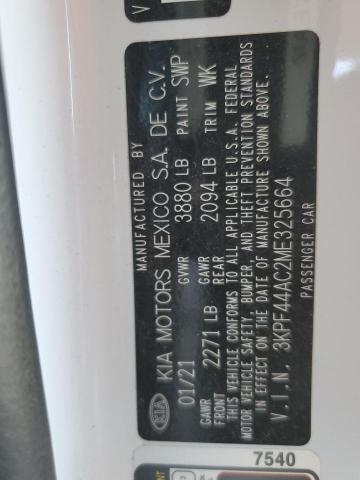 MANUFACTURED BY
KIA KIA MOTORS MEXICO S.A. DE C.V.
01/21 GVWR 3880 LB PAINT SWP
GAWR FRONT 2271 LB GAWR REAR 2094 LB TRIM WK
THIS VEHICLE CONFORMS TO ALL APPLICABLE U.S.A. FEDERAL
MOTOR VEHICLE SAFETY, BUMPER, AND THEFT PREVENTION STANDARDS
IN EFFECT ON THE DATE OF MANUFACTURE SHOWN ABOVE.
V.I.N. 3KPF44AC2ME325664
PASSENGER CAR
7540